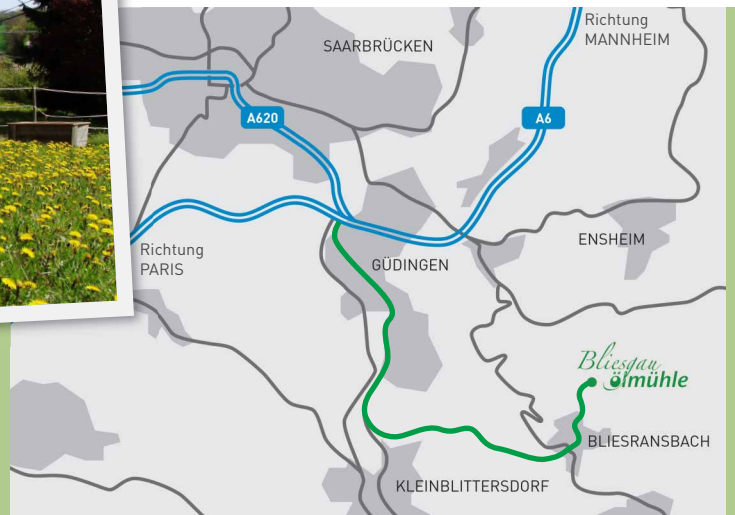 Richtung
MANNHEIM
SAARBRÜCKEN
A620
A6
ENSHEIM
Richtung
PARIS
GÜDINGEN
Bliesgau
ölmühle
BLIESRANSBACH
KLEINBLITTERSDORF